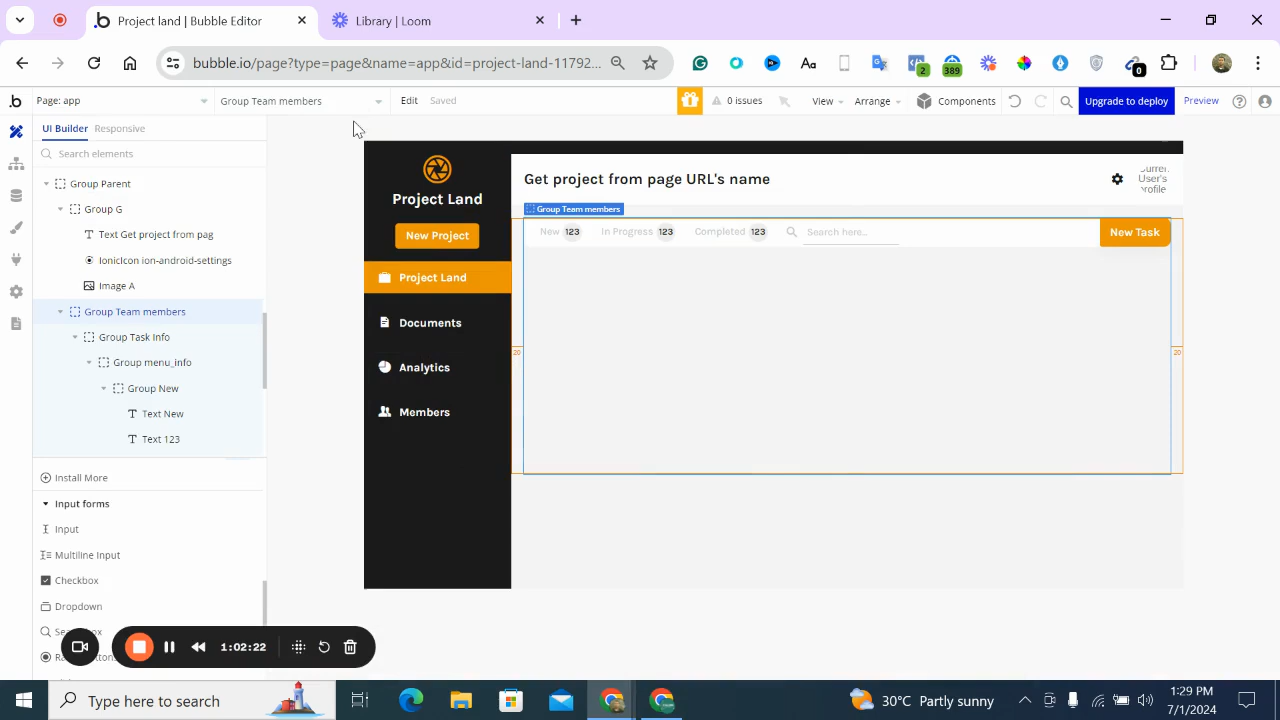 Project land | Bubble Editor
Library | Loom
bubble.io/page?type=page&name=app&id=project-land-11792...
2
389
0
Page: app
Group Team members
Edit
Saved
0 issues
View
Arrange
Components
Upgrade to deploy
Preview
UI Builder
Responsive
Search elements
Group Parent
Group G
Text Get project from pag
IonicIcon ion-android-settings
Image A
Group Team members
Group Task Info
Group menu_info
Group New
Text New
Text 123
Install More
Input forms
Input
Multiline Input
Checkbox
Dropdown
1:02:22
Project Land
New Project
Project Land
Documents
Analytics
Members
Get project from page URL's name
Current
User's
Profile
Group Team members
New 123
In Progress 123
Completed 123
Search here...
New Task
20
20
Type here to search
30°C Partly sunny
1:29 PM
7/1/2024